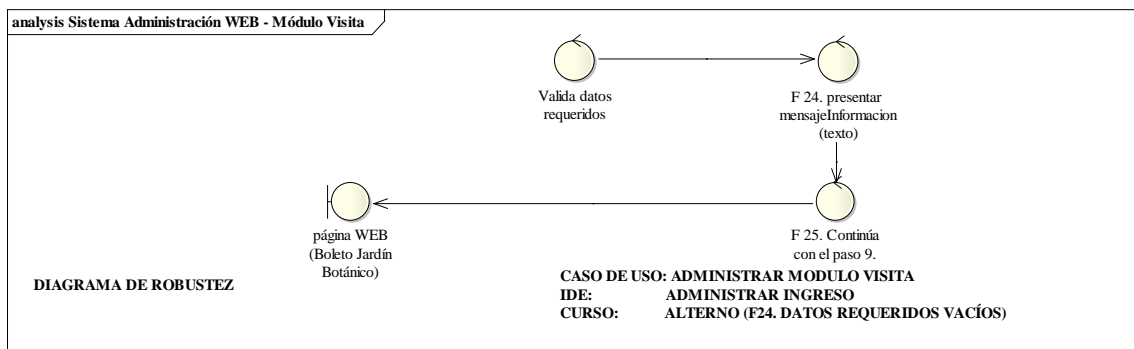 analysis Sistema Administración WEB - Módulo Visita
Valida datos
requeridos
F 24. presentar
mensajeInformacion
(texto)
página WEB
(Boleto Jardín
Botánico)
F 25. Continúa
con el paso 9.
DIAGRAMA DE ROBUSTEZ
CASO DE USO: ADMINISTRAR MODULO VISITA
IDE: ADMINISTRAR INGRESO
CURSO: ALTERNO (F24. DATOS REQUERIDOS VACÍOS)